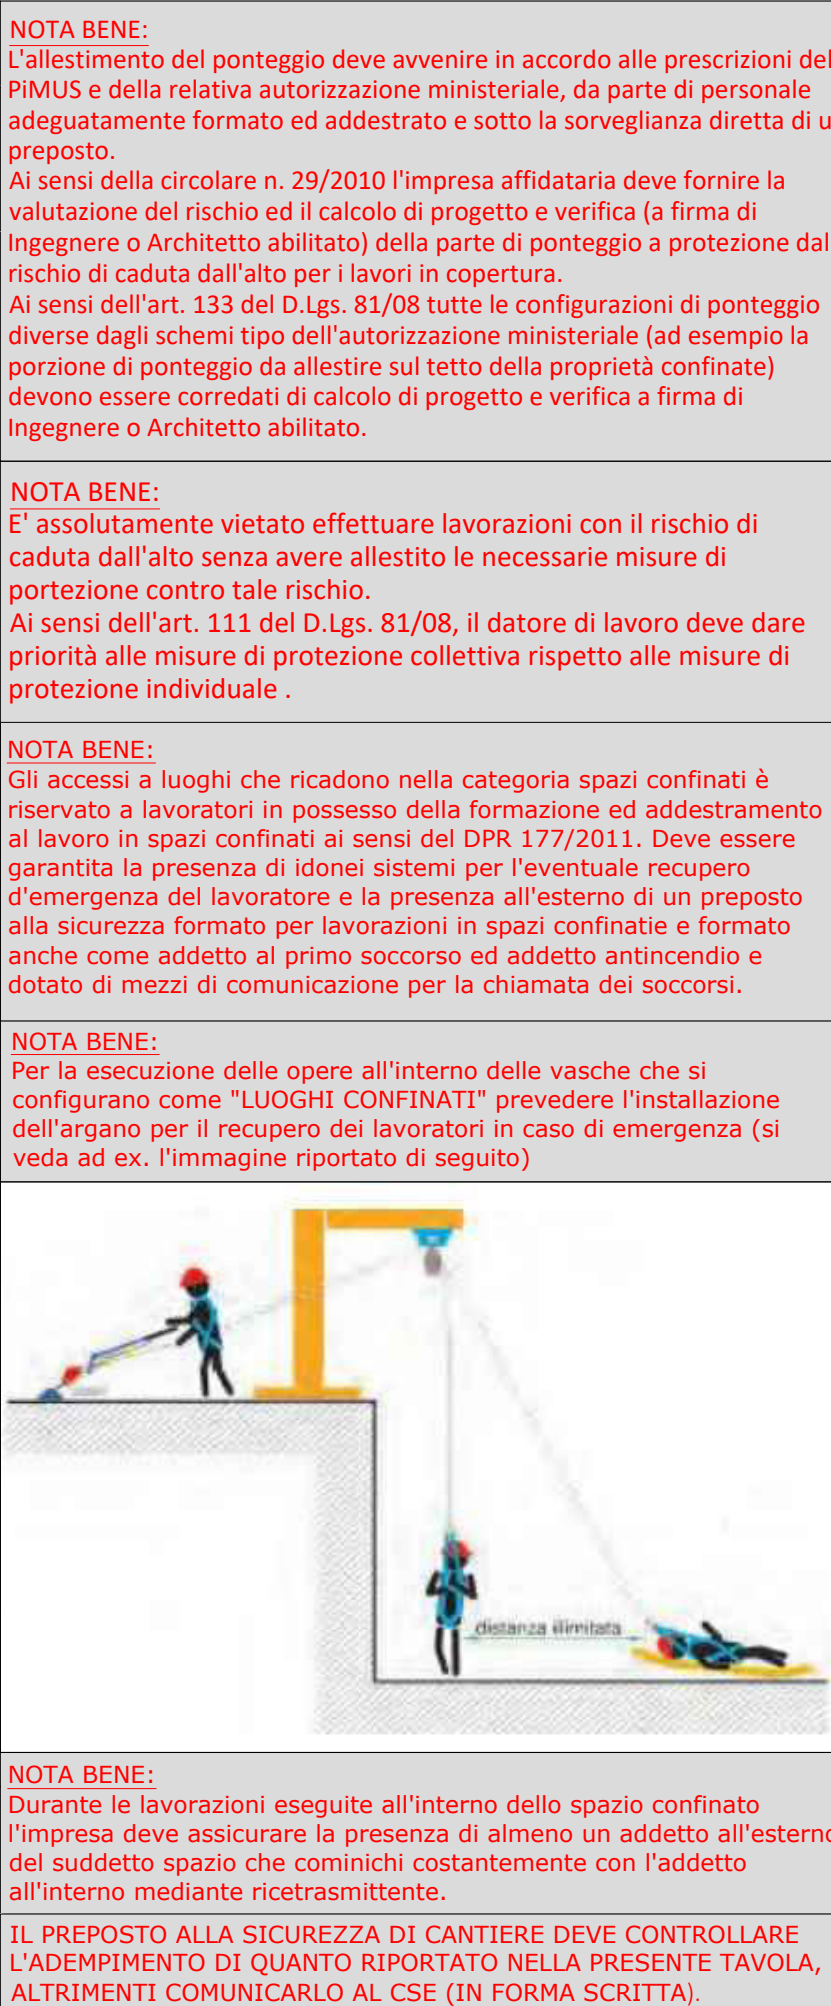 NOTA BENE:
L'allestimento del ponteggio deve avvenire in accordo alle prescrizioni del
PiMUS e della relativa autorizzazione ministeriale, da parte di personale
adeguatamente formato ed addestrato e sotto la sorveglianza diretta di u
preposto.
Ai sensi della circolare n. 29/2010 l'impresa affidataria deve fornire la
valutazione del rischio ed il calcolo di progetto e verifica (a firma di
Ingegnere o Architetto abilitato) della parte di ponteggio a protezione dal
rischio di caduta dall'alto per i lavori in copertura.
Ai sensi dell'art. 133 del D.Lgs. 81/08 tutte le configurazioni di ponteggio
diverse dagli schemi tipo dell'autorizzazione ministeriale (ad esempio la
porzione di ponteggio da allestire sul tetto della proprietà confinate)
devono essere corredati di calcolo di progetto e verifica a firma di
Ingegnere o Architetto abilitato.
NOTA BENE:
E' assolutamente vietato effettuare lavorazioni con il rischio di
caduta dall'alto senza avere allestito le necessarie misure di
portezione contro tale rischio.
Ai sensi dell'art. 111 del D.Lgs. 81/08, il datore di lavoro deve dare
priorità alle misure di protezione collettiva rispetto alle misure di
protezione individuale .
NOTA BENE:
Gli accessi a luoghi che ricadono nella categoria spazi confinati è
riservato a lavoratori in possesso della formazione ed addestramento
al lavoro in spazi confinati ai sensi del DPR 177/2011. Deve essere
garantita la presenza di idonei sistemi per l'eventuale recupero
d'emergenza del lavoratore e la presenza all'esterno di un preposto
alla sicurezza formato per lavorazioni in spazi confinatie e formato
anche come addetto al primo soccorso ed addetto antincendio e
dotato di mezzi di comunicazione per la chiamata dei soccorsi.
NOTA BENE:
Per la esecuzione delle opere all'interno delle vasche che si
configurano come "LUOGHI CONFINATI" prevedere l'installazione
dell'argano per il recupero dei lavoratori in caso di emergenza (si
veda ad ex. l'immagine riportato di seguito)
distanza illimitata
NOTA BENE:
Durante le lavorazioni eseguite all'interno dello spazio confinato
l'impresa deve assicurare la presenza di almeno un addetto all'esterno
del suddetto spazio che cominichi costantemente con l'addetto
all'interno mediante ricetrasmittente.
IL PREPOSTO ALLA SICUREZZA DI CANTIERE DEVE CONTROLLARE
L'ADEMPIMENTO DI QUANTO RIPORTATO NELLA PRESENTE TAVOLA,
ALTRIMENTI COMUNICARLO AL CSE (IN FORMA SCRITTA).